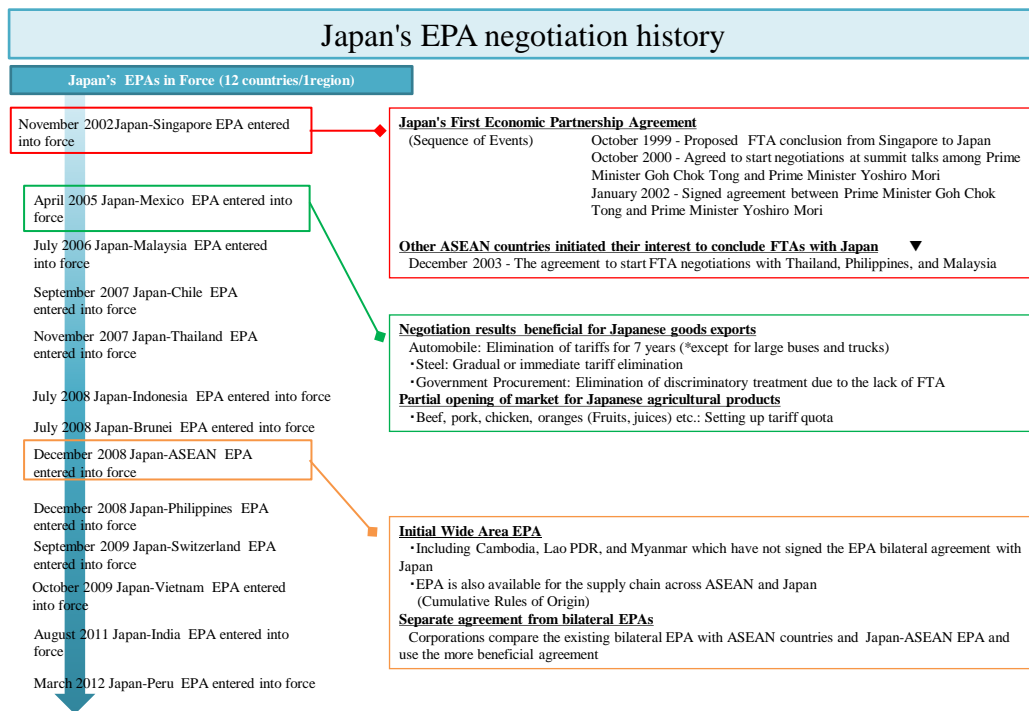 Japan's EPA negotiation history
Japan's EPAs in Force (12 countries/1region)
November 2002Japan-Singapore EPA entered
into force
April 2005 Japan-Mexico EPA entered into
force
July 2006 Japan-Malaysia EPA entered
into force
September 2007 Japan-Chile EPA
entered into force
November 2007 Japan-Thailand EPA
entered into force
July 2008 Japan-Indonesia EPA entered into force
July 2008 Japan-Brunei EPA entered into force
December 2008 Japan-ASEAN EPA
entered into force
December 2008 Japan-Philippines EPA
entered into force
September 2009 Japan-Switzerland EPA
entered into force
October 2009 Japan-Vietnam EPA entered
into force
August 2011 Japan-India EPA entered into
force
March 2012 Japan-Peru EPA entered into force
Japan's First Economic Partnership Agreement
(Sequence of Events) October 1999 - Proposed FTA conclusion from Singapore to Japan
October 2000 - Agreed to start negotiations at summit talks among Prime
Minister Goh Chok Tong and Prime Minister Yoshiro Mori
January 2002 - Signed agreement between Prime Minister Goh Chok
Tong and Prime Minister Yoshiro Mori
Other ASEAN countries initiated their interest to conclude FTAs with Japan ▼
December 2003 - The agreement to start FTA negotiations with Thailand, Philippines, and Malaysia
Negotiation results beneficial for Japanese goods exports
Automobile: Elimination of tariffs for 7 years (*except for large buses and trucks)
・Steel: Gradual or immediate tariff elimination
・Government Procurement: Elimination of discriminatory treatment due to the lack of FTA
Partial opening of market for Japanese agricultural products
・Beef, pork, chicken, oranges (Fruits, juices) etc.: Setting up tariff quota
Initial Wide Area EPA
・Including Cambodia, Lao PDR, and Myanmar which have not signed the EPA bilateral agreement with
Japan
・EPA is also available for the supply chain across ASEAN and Japan
(Cumulative Rules of Origin)
Separate agreement from bilateral EPAs
Corporations compare the existing bilateral EPA with ASEAN countries and Japan-ASEAN EPA and
use the more beneficial agreement